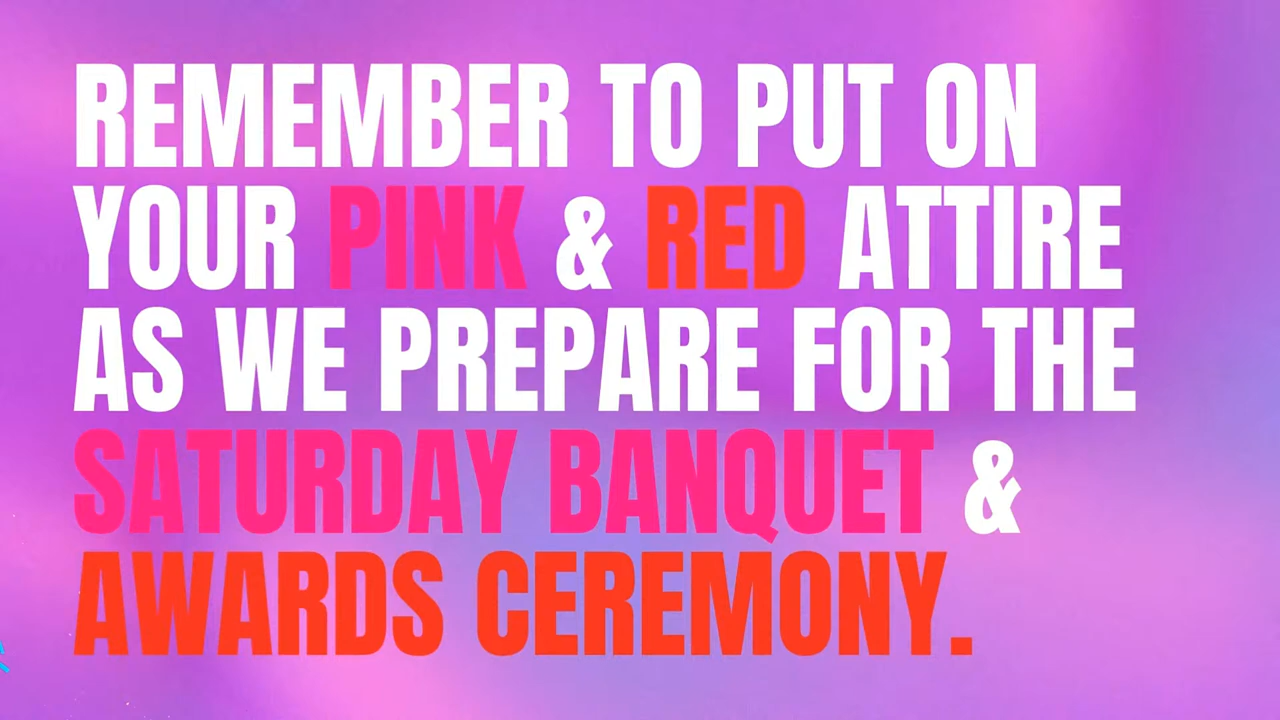 REMEMBER TO PUT ON
YOUR PINK & RED ATTIRE
AS WE PREPARE FOR THE
SATURDAY BANQUET &
AWARDS CEREMONY.